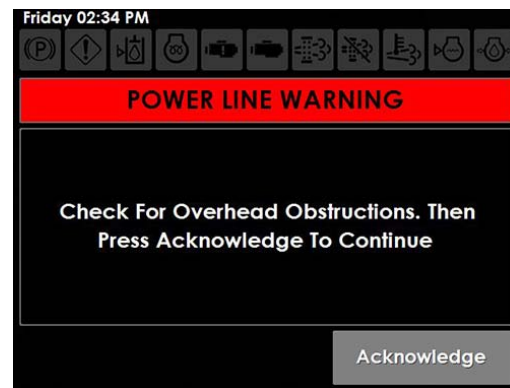 Friday 02:34 PM
POWER LINE WARNING
Check For Overhead Obstructions. Then
Press Acknowledge To Continue
Acknowledge